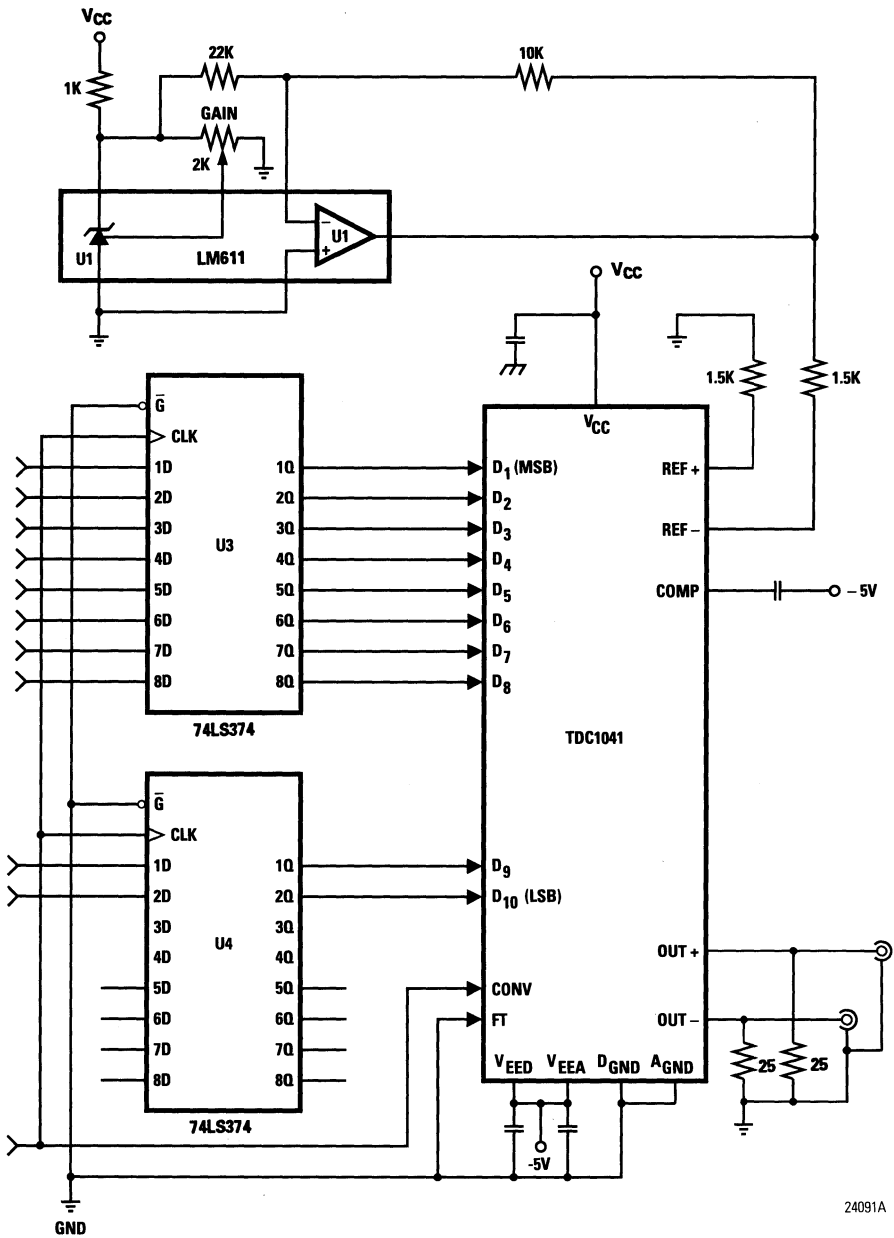 VCC
22K
10K
1K
GAIN
2K
U1
LM611
U1
−
+
VCC
1.5K
1.5K
G
CLK
1D 1Q
2D 2Q
3D 3Q
4D 4Q
5D 5Q
6D 6Q
7D 7Q
8D 8Q
U3
74LS374
VCC
D1 (MSB)
D2
D3
D4
D5
D6
D7
D8
REF +
REF −
COMP
− 5V
TDC1041
G
CLK
1D 1Q
2D 2Q
3D 3Q
4D 4Q
5D 5Q
6D 6Q
7D 7Q
8D 8Q
U4
74LS374
D9
D10 (LSB)
CONV
FT
OUT +
OUT −
VEED VEEA DGND AGND
25 25
-5V
GND
24091A